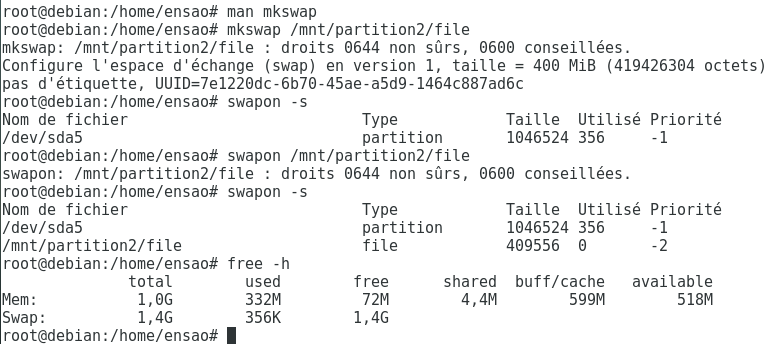 root@debian:/home/ensao# man mkswap
root@debian:/home/ensao# mkswap /mnt/partition2/file
mkswap: /mnt/partition2/file : droits 0644 non sûrs, 0600 conseillées.
Configure l'espace d'échange (swap) en version 1, taille = 400 MiB (419426304 octets)
pas d'étiquette, UUID=7e1220dc-6b70-45ae-a5d9-1464c887ad6c
root@debian:/home/ensao# swapon -s
Nom de fichier Type Taille Utilisé Priorité
/dev/sda5 partition 1046524 356 -1
root@debian:/home/ensao# swapon /mnt/partition2/file
swapon: /mnt/partition2/file : droits 0644 non sûrs, 0600 conseillées.
root@debian:/home/ensao# swapon -s
Nom de fichier Type Taille Utilisé Priorité
/dev/sda5 partition 1046524 356 -1
/mnt/partition2/file file 409556 0 -2
root@debian:/home/ensao# free -h
total used free shared buff/cache available
Mem: 1,0G 332M 72M 4,4M 599M 518M
Swap: 1,4G 356K 1,4G
root@debian:/home/ensao#